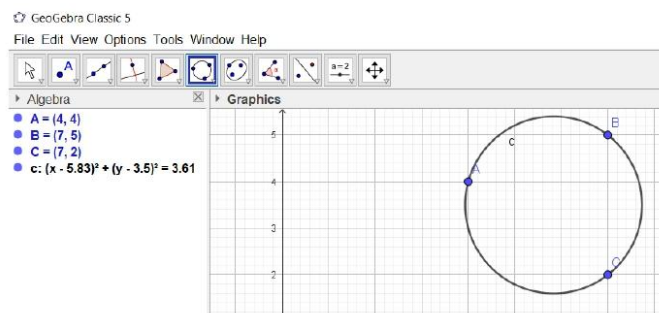 GeoGebra Classic 5
File Edit View Options Tools Window Help
A
a=2
Algebra
Graphics
A = (4, 4)
B = (7, 5)
C = (7, 2)
c: (x - 5.83)² + (y - 3.5)² = 3.61
5
4
3
2
c
B
A
C